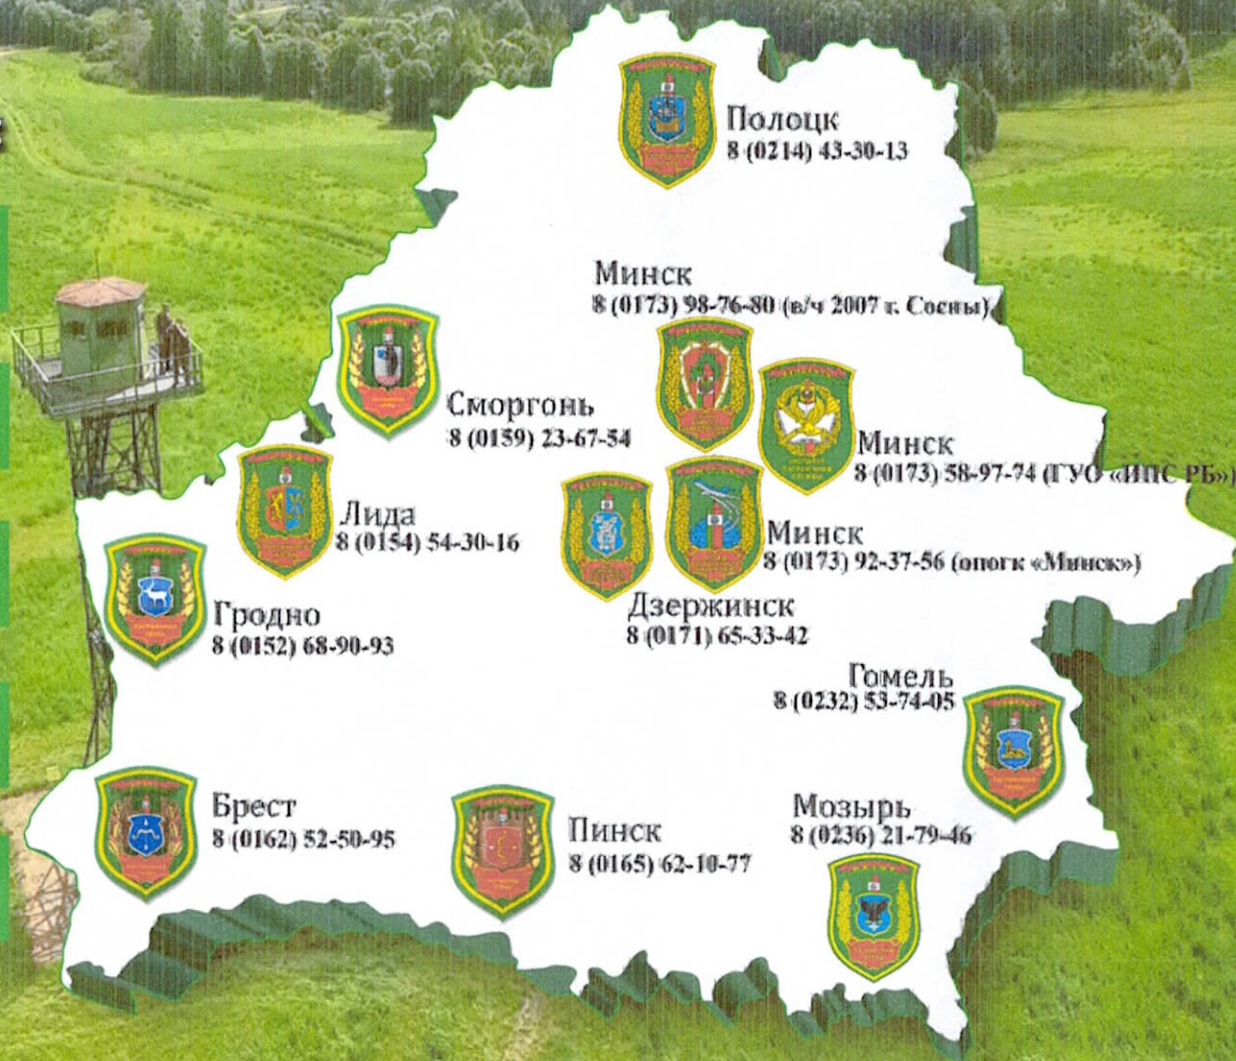 Полоцк
8 (0214) 43-30-13
Минск
8 (0173) 98-76-80 (в/ч 2007 г. Сосны)
Сморгонь
8 (0159) 23-67-54
Минск
8 (0173) 58-97-74 (ГУО «ИПС РБ»)
Лида
8 (0154) 54-30-16
Минск
8 (0173) 92-37-56 (опогк «Минск»)
Дзержинск
8 (0171) 65-33-42
Гродно
8 (0152) 68-90-93
Гомель
8 (0232) 53-74-05
Брест
8 (0162) 52-50-95
Пинск
8 (0165) 62-10-77
Мозырь
8 (0236) 21-79-46